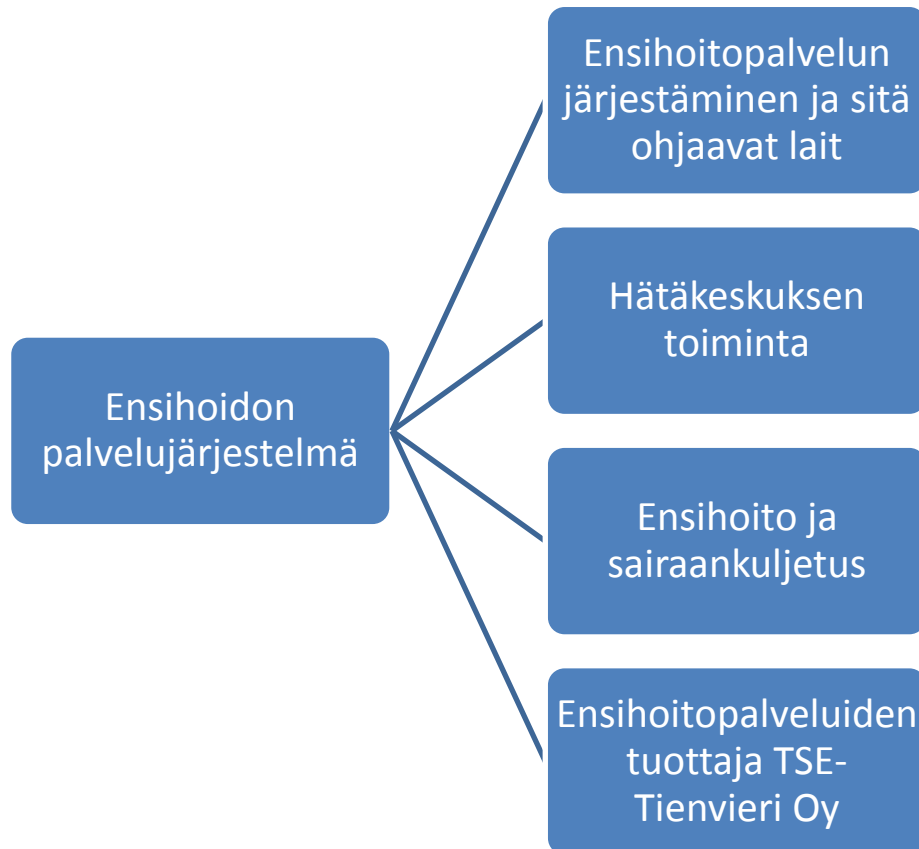 Ensihoidon
palvelujärjestelmä
Ensihoitopalvelun
järjestäminen ja sitä
ohjaavat lait
Hätäkeskuksen
toiminta
Ensihoito ja
sairaankuljetus
Ensihoitopalveluiden
tuottaja TSE-
Tienvieri Oy